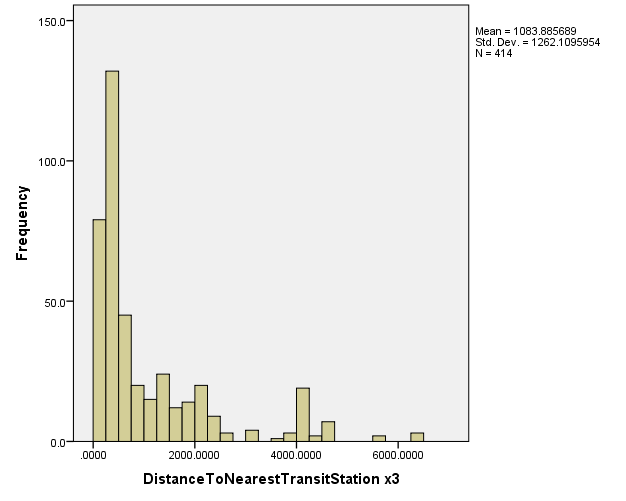 150.0
100.0
50.0
0.0
Frequency
.0000
2000.0000
4000.0000
6000.0000
DistanceToNearestTransitStation x3
Mean = 1083.885689
Std. Dev. = 1262.1095954
N = 414